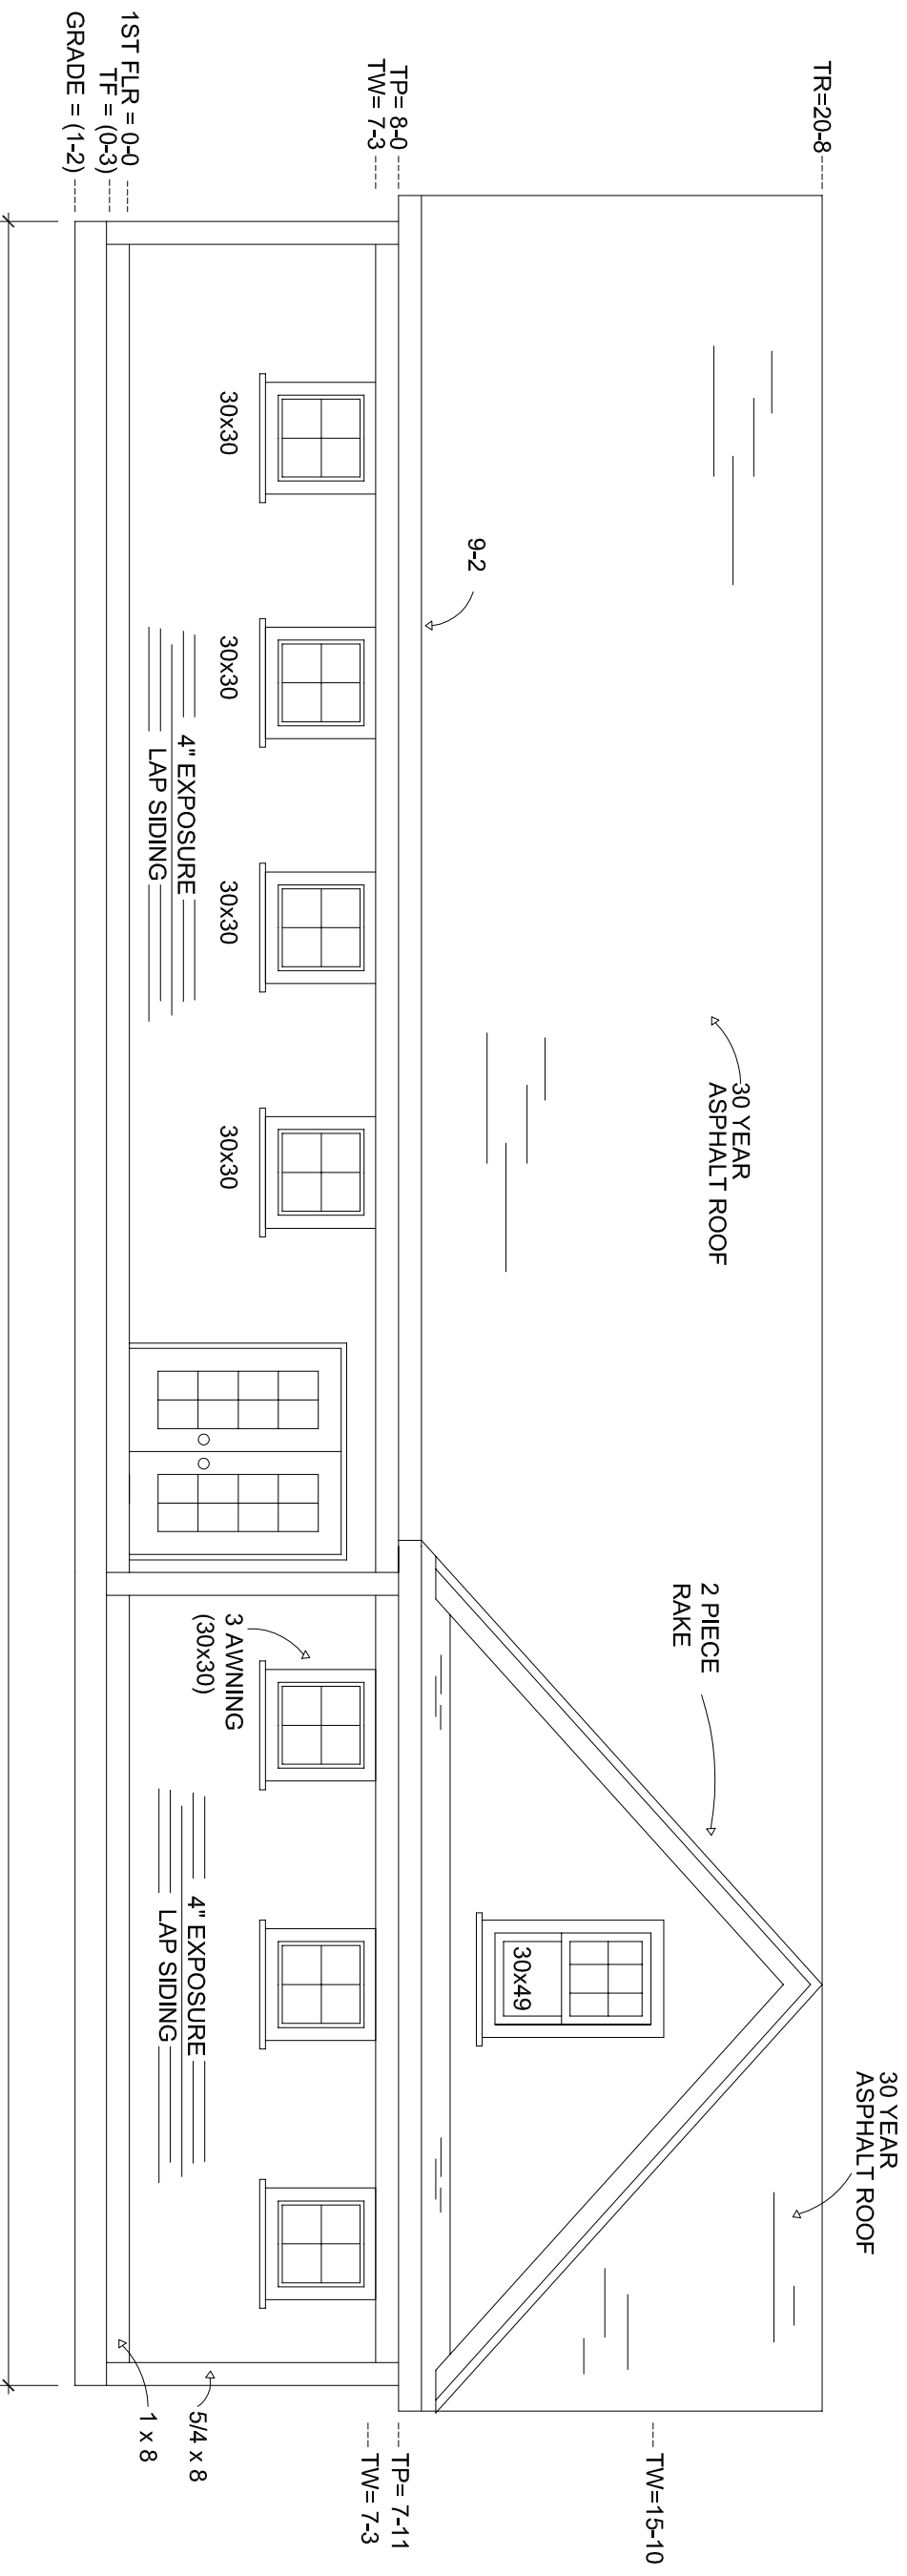 30 YEAR
ASPHALT ROOF
TR=20-8
30 YEAR
ASPHALT ROOF
2 PIECE
RAKE
TW=15-10
9-2
30x49
TP= 8-0
TW= 7-3
TP= 7-11
TW= 7-3
30x30
30x30
30x30
30x30
3 AWNING
(30x30)
4" EXPOSURE
LAP SIDING
4" EXPOSURE
LAP SIDING
5/4 x 8
1 x 8
1ST FLR = 0-0
TF = (0-3)
GRADE = (1-2)